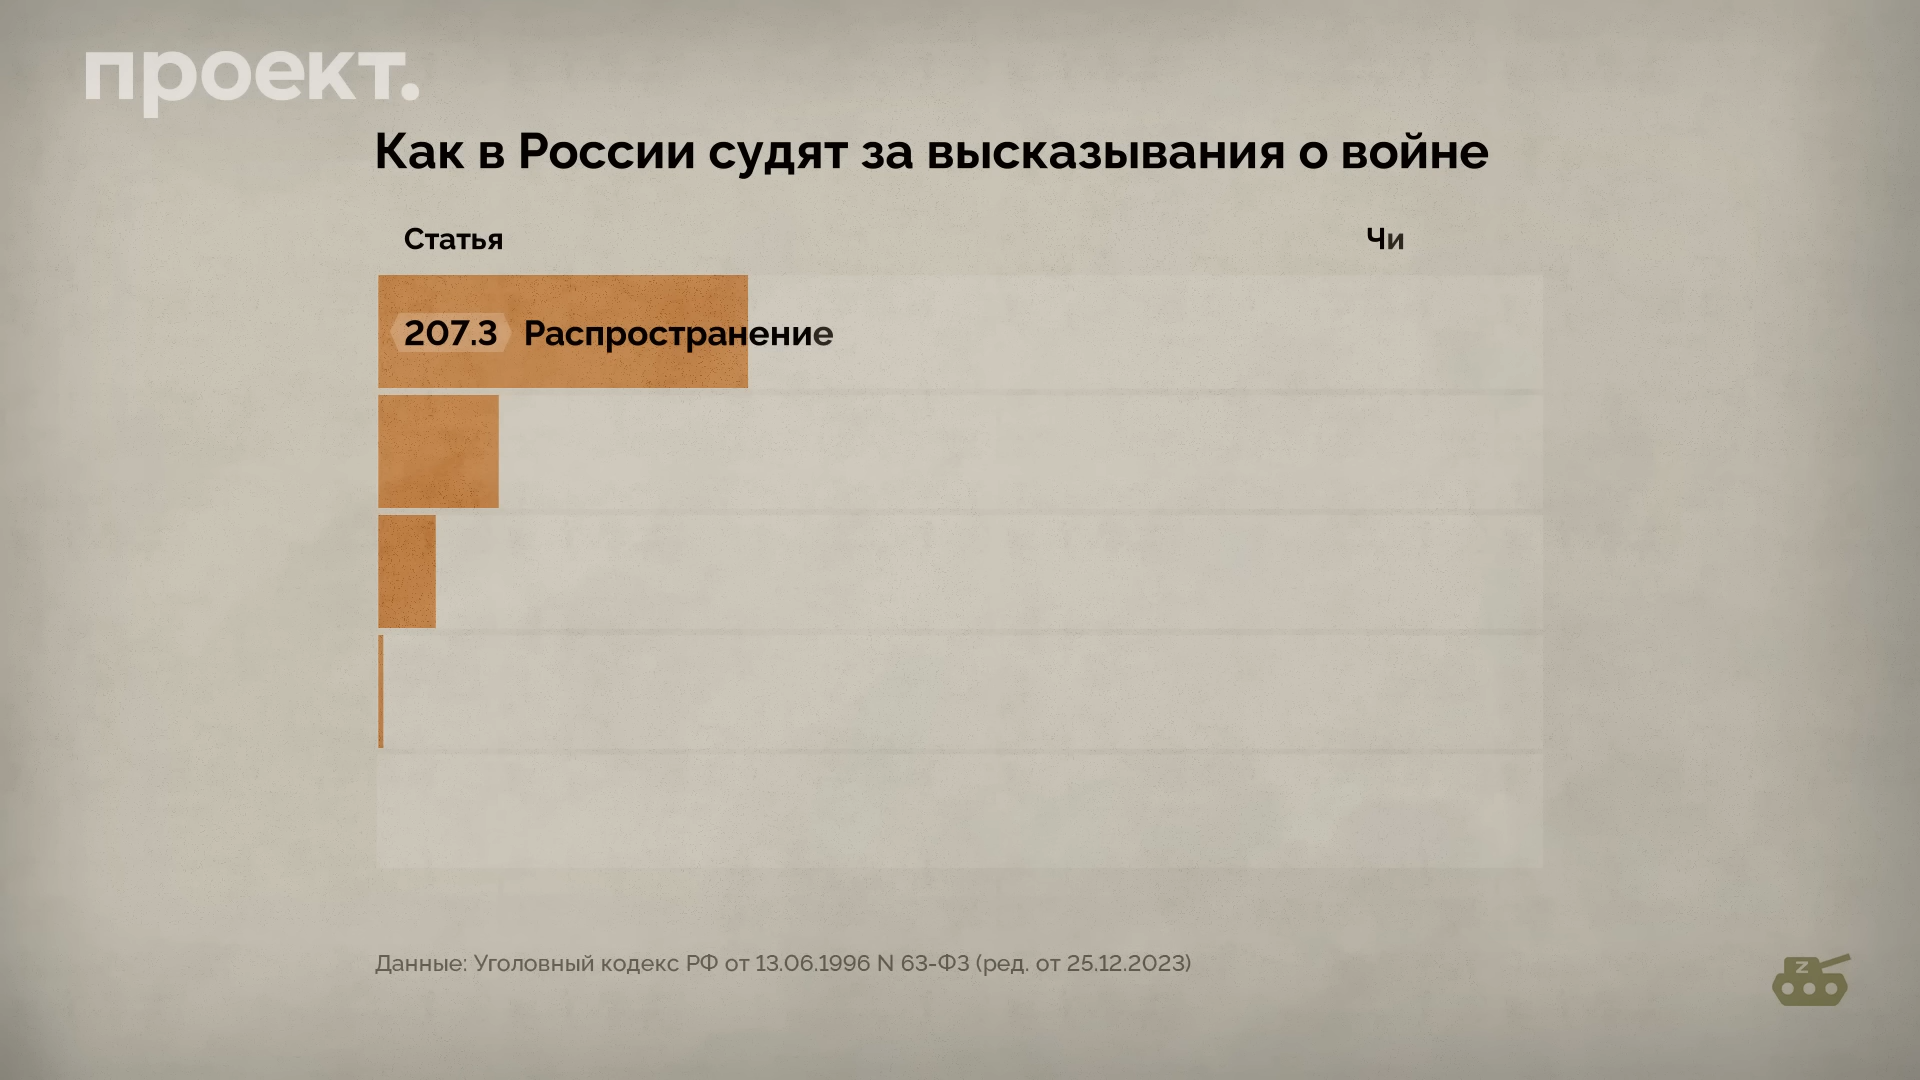 проект.
Как в России судят за высказывания о войне
Статья Чи
207.3 Распространение
Данные: Уголовный кодекс РФ от 13.06.1996 N 63-ФЗ (ред. от 25.12.2023)
Z